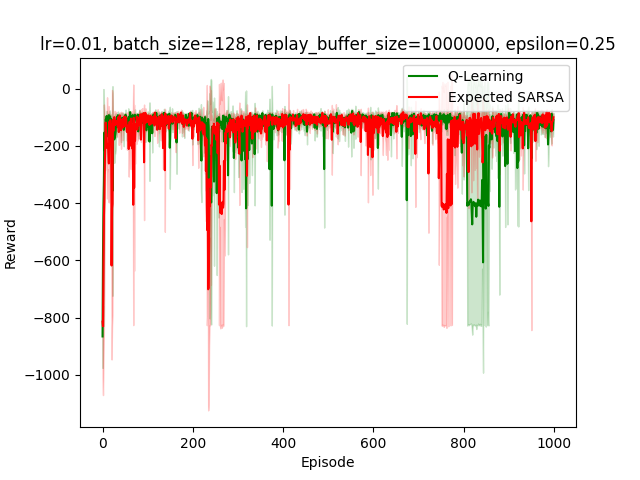 lr=0.01, batch_size=128, replay_buffer_size=1000000, epsilon=0.25
Q-Learning
Expected SARSA
0
−200
−400
−600
−800
−1000
Reward
0
200
400
600
800
1000
Episode